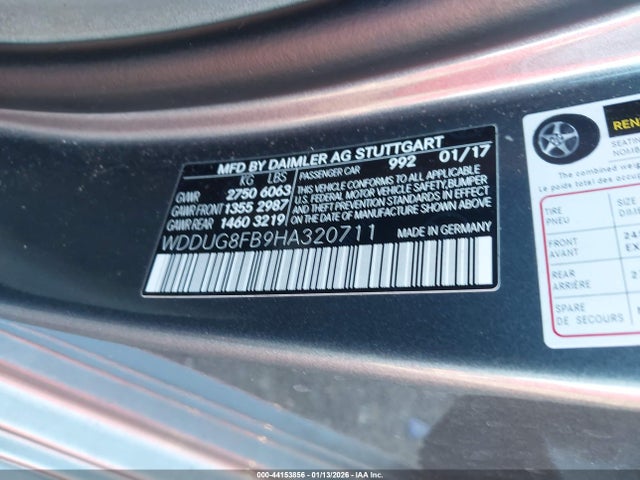 MFD BY DAIMLER AG STUTTGART
KG LBS PASSENGER CAR 992 01/17
GVWR 2750 6063
GAWR FRONT 1355 2987
GAWR REAR 1460 3219
THIS VEHICLE CONFORMS TO ALL APPLICABLE
U.S. FEDERAL MOTOR VEHICLE SAFETY, BUMPER
AND THEFT PREVENTION STANDARDS IN EFFECT
ON THE DATE OF MANUFACTURE SHOWN ABOVE.
WDDUG8FB9HA320711 MADE IN GERMANY
SEATING
TIRE
PNEU
SIZE
FRONT
AVANT
REAR
ARRIÈRE
SPARE
DE SECOURS
000-44153856 | 01/13/2026 | IAA, Inc.